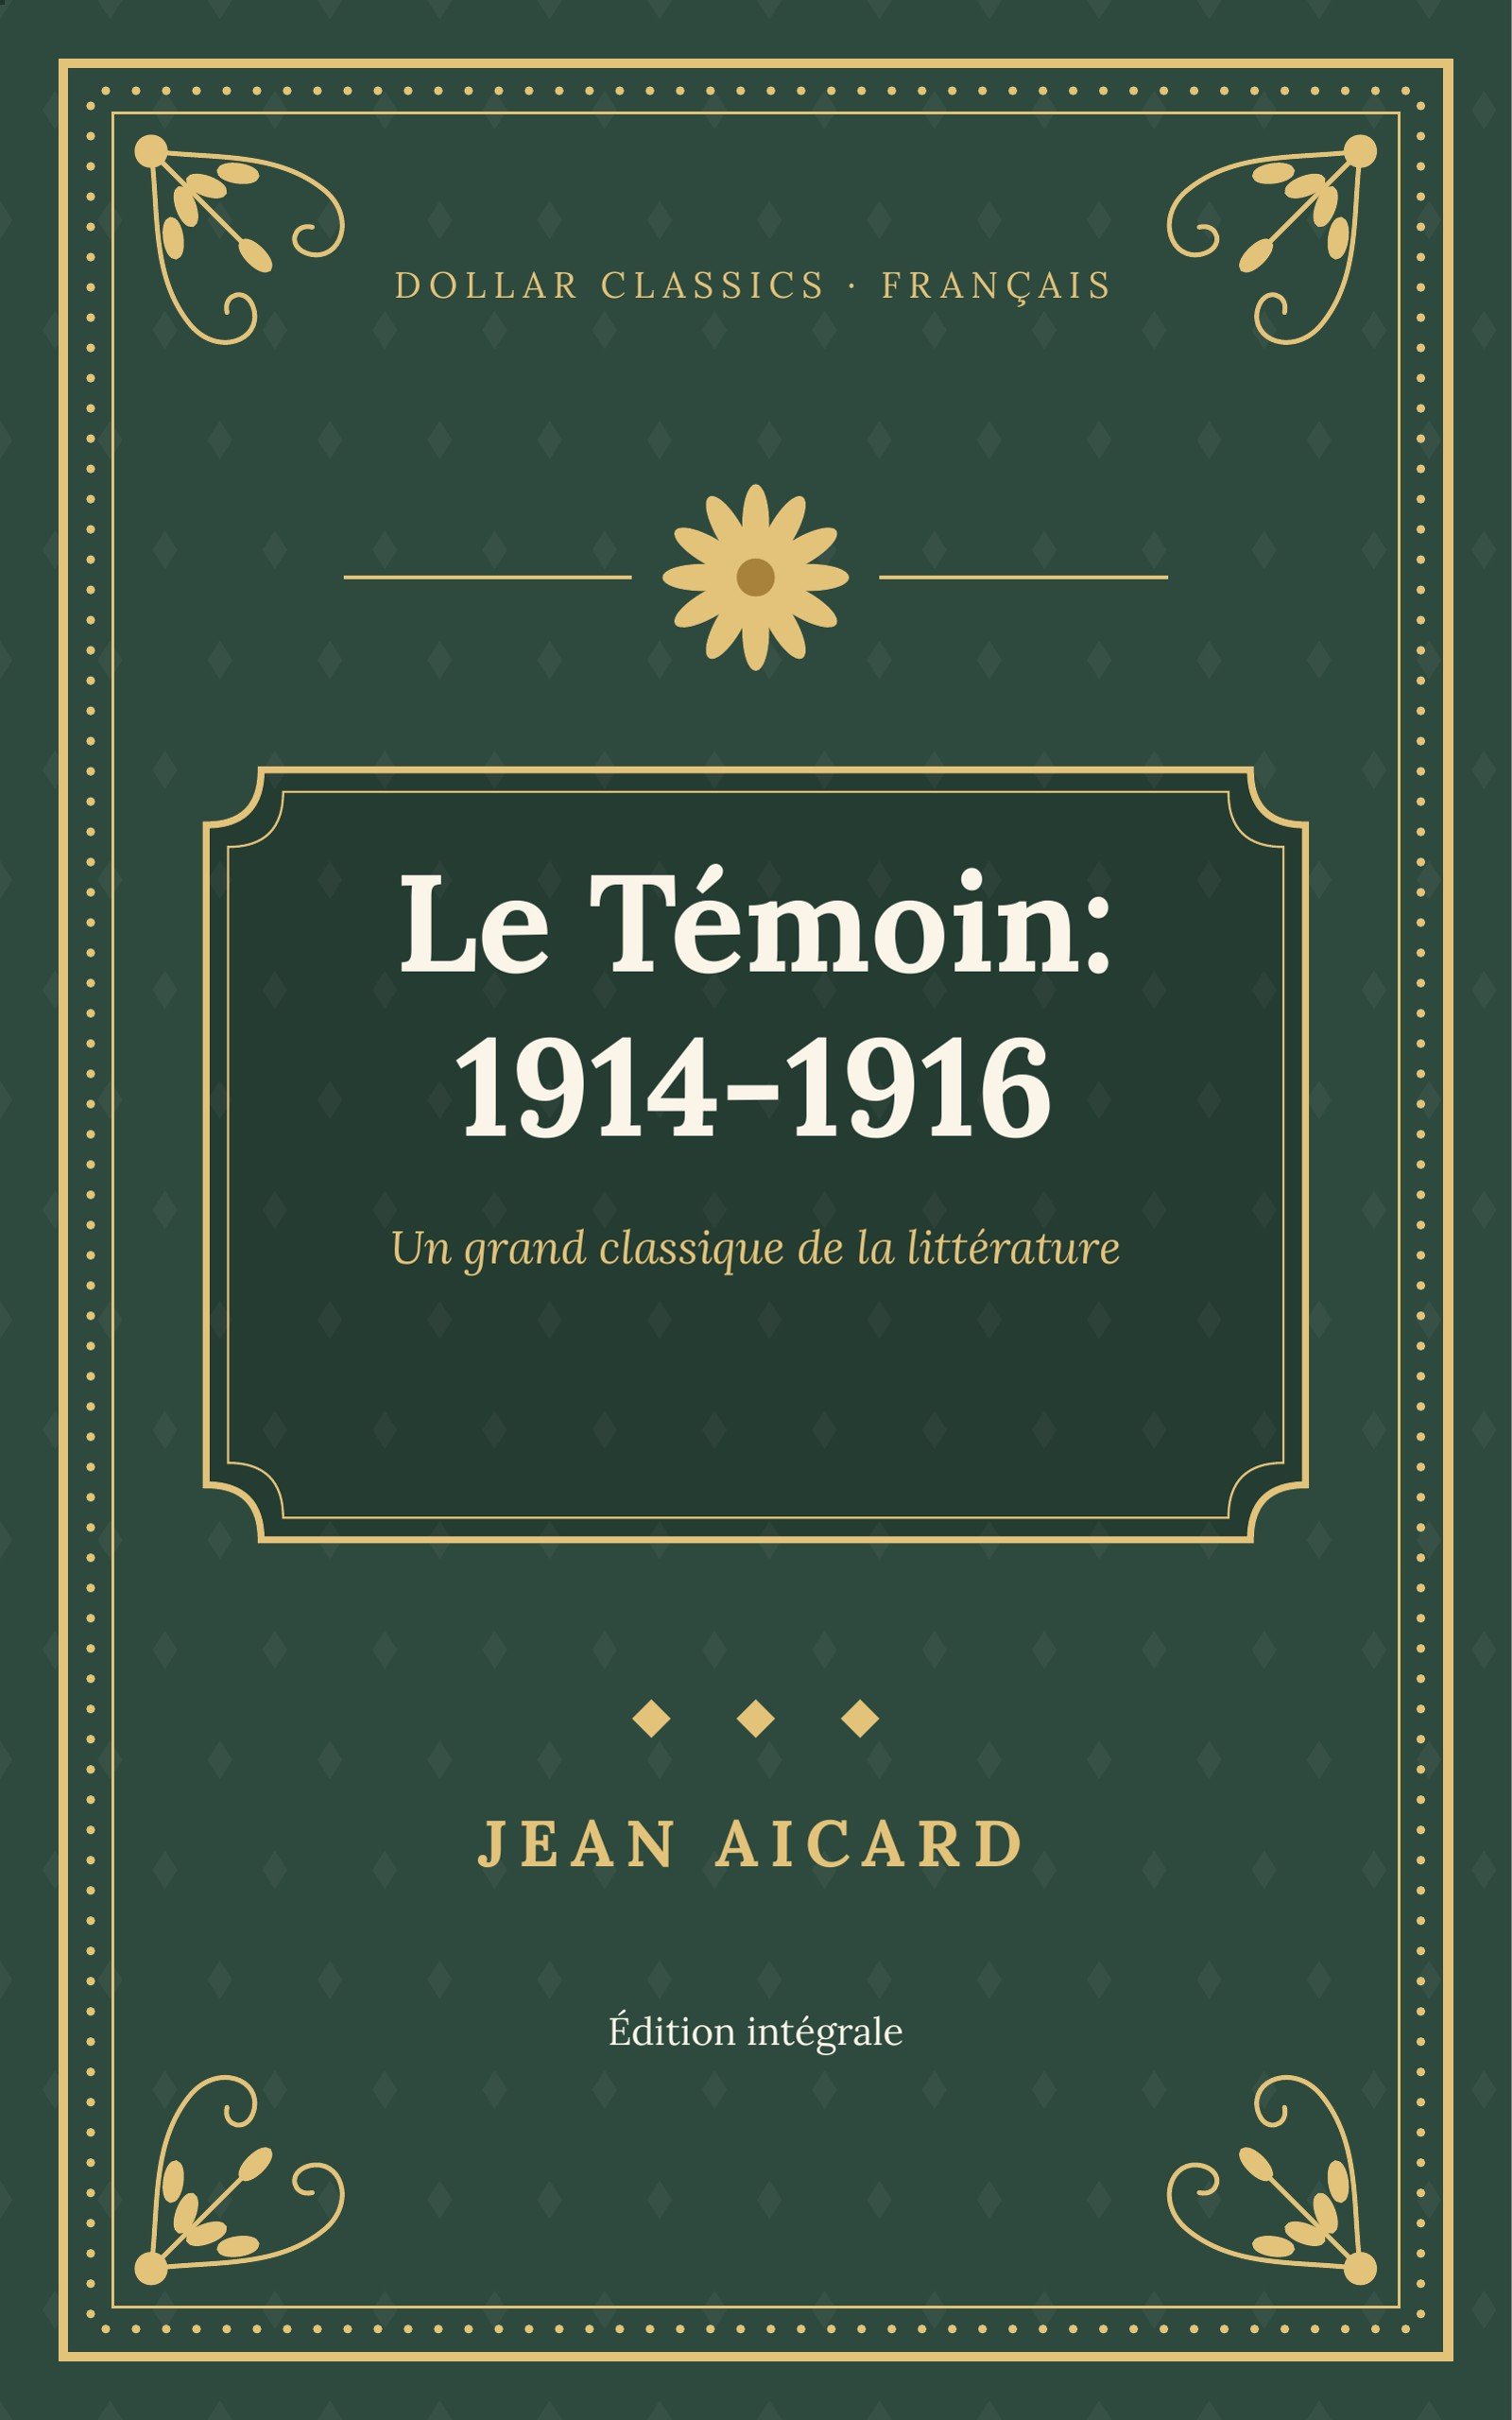 DOLLAR CLASSICS · FRANÇAIS
Le Témoin:
1914-1916
Un grand classique de la littérature
JEAN AICARD
Édition intégrale